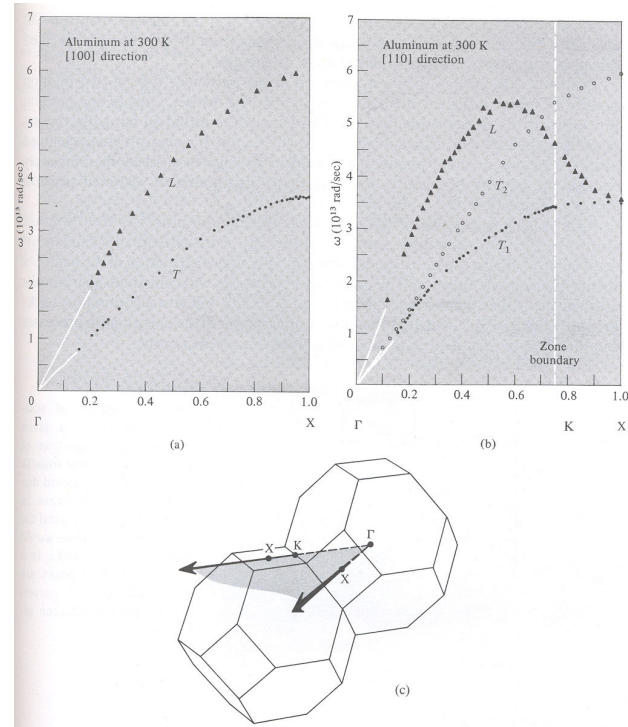 7
6
5
4
3
2
1
0
ω (10¹³ rad/sec)
Aluminum at 300 K
[100] direction
L
T
0.2
0.4
0.6
0.8
1.0
Γ
X
(a)
7
6
5
4
3
2
1
0
ω (10¹³ rad/sec)
Aluminum at 300 K
[110] direction
L
T₂
T₁
Zone
boundary
0.2
0.4
0.6
0.8
1.0
Γ
K
X
(b)
X
K
Γ
X
(c)